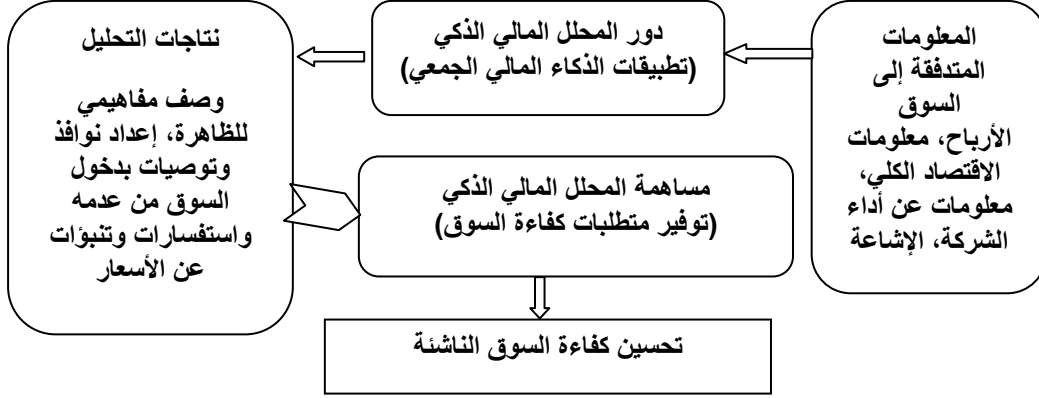 المعلومات
المتدفقة إلى
السوق
الأرباح، معلومات
الاقتصاد الكلي،
معلومات عن أداء
الشركة، الإشاعة
دور المحلل المالي الذكي
(تطبيقات الذكاء المالي الجمعي)
نتاجات التحليل
وصف مفاهيمي
للظاهرة، إعداد نوافذ
وتوصيات بدخول
السوق من عدمه
واستفسارات وتنبؤات
عن الأسعار
مساهمة المحلل المالي الذكي
(توفير متطلبات كفاءة السوق)
تحسين كفاءة السوق الناشئة